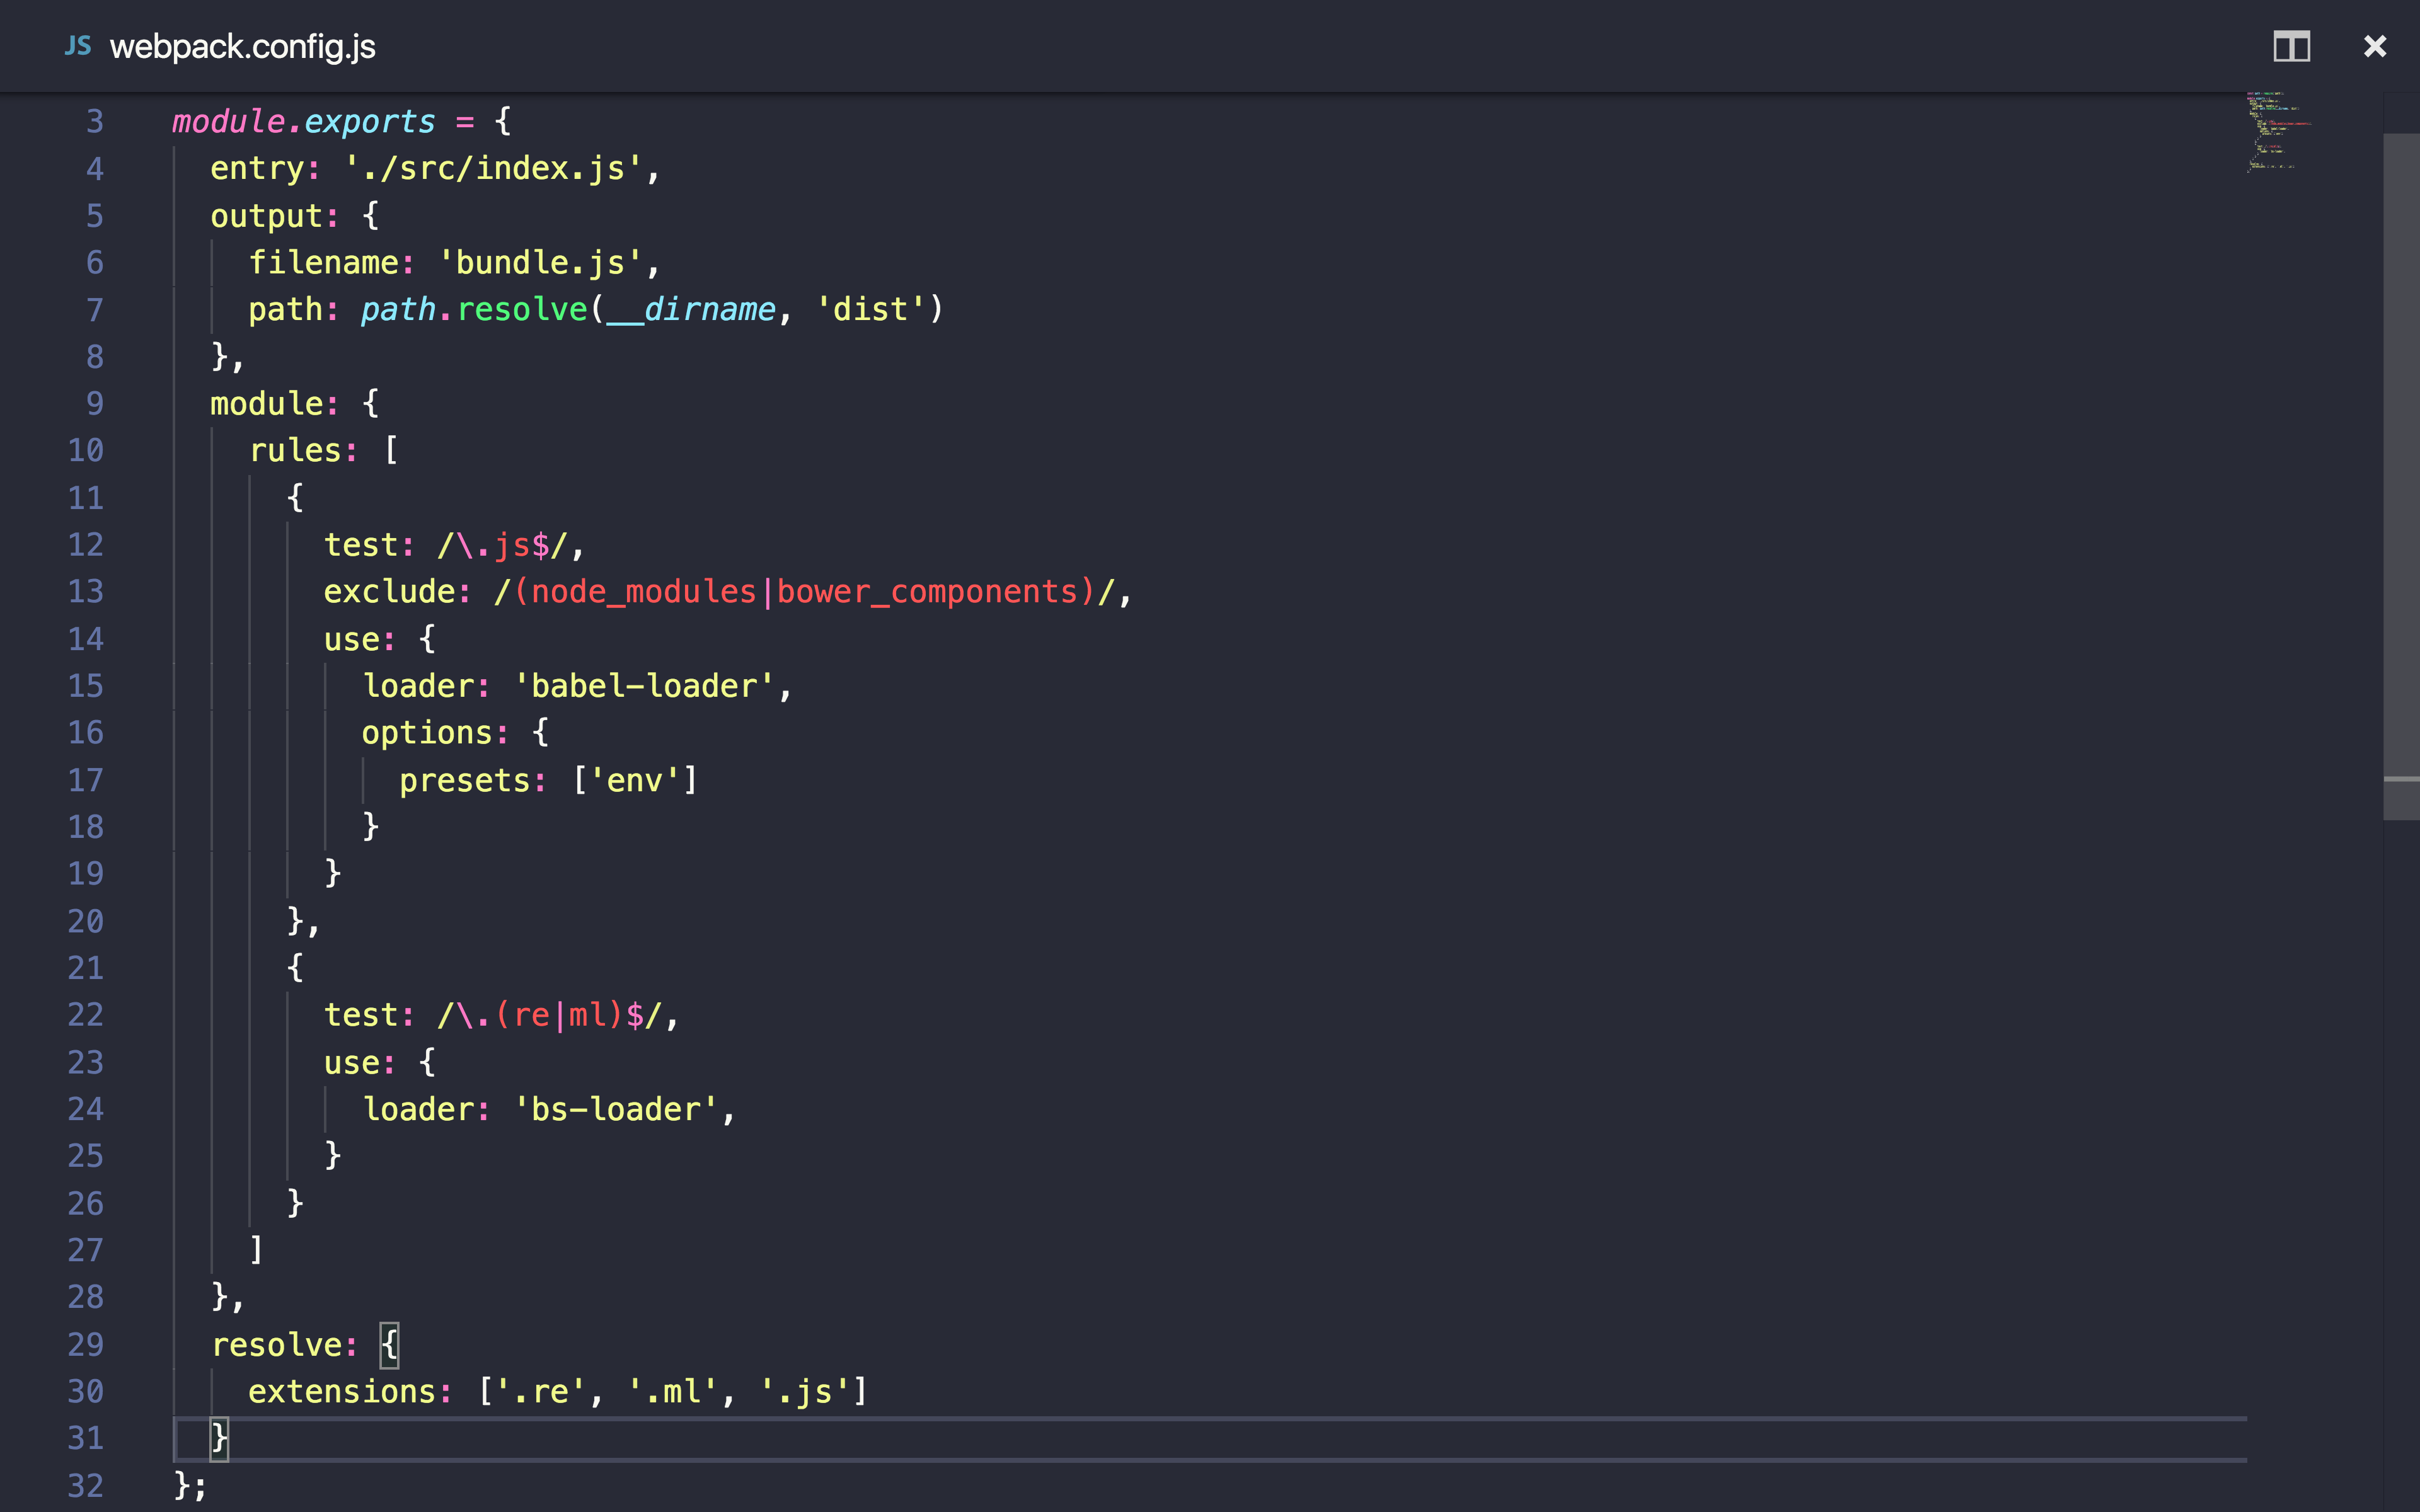 JS webpack.config.js
3 module.exports = {
4   entry: './src/index.js',
5   output: {
6     filename: 'bundle.js',
7     path: path.resolve(__dirname, 'dist')
8   },
9   module: {
10     rules: [
11       {
12         test: /\.js$/,
13         exclude: /(node_modules|bower_components)/,
14         use: {
15           loader: 'babel-loader',
16           options: {
17             presets: ['env']
18           }
19         }
20       },
21       {
22         test: /\.(re|ml)$/,
23         use: {
24           loader: 'bs-loader',
25         }
26       }
27     ]
28   },
29   resolve: {
30     extensions: ['.re', '.ml', '.js']
31   }
32 };